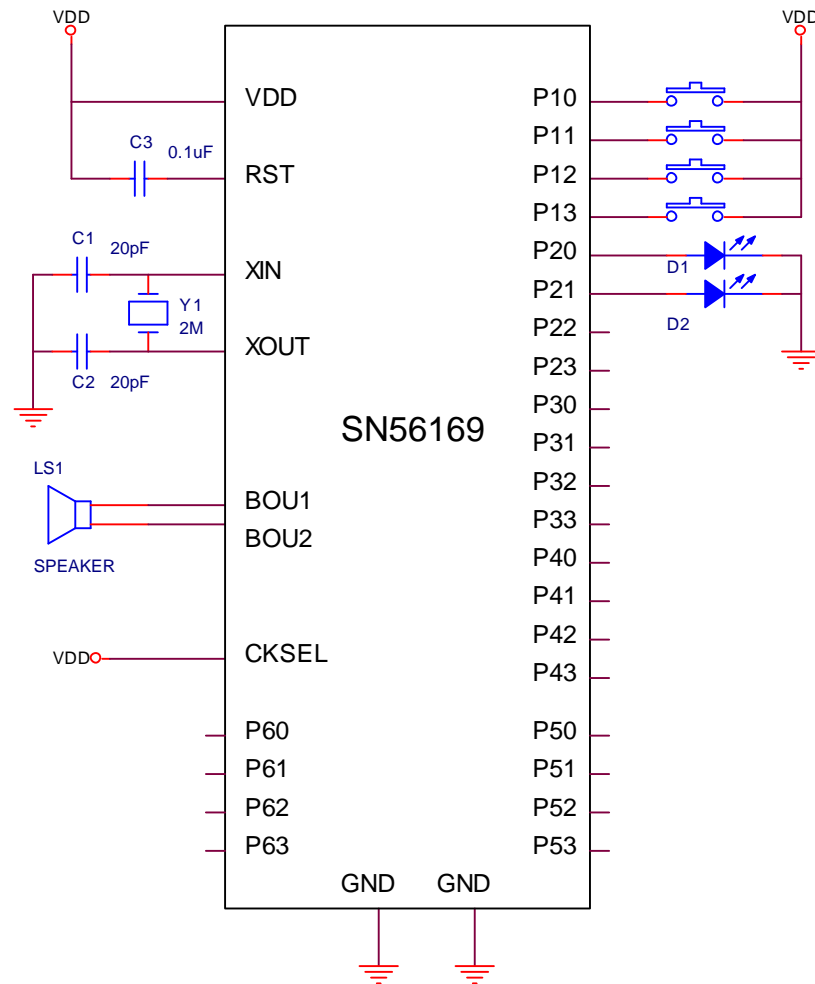 VDD
VDD
VDD
P10
C3
0.1uF
P11
RST
P12
P13
C1
20pF
P20
D1
XIN
P21
Y1
2M
D2
P22
XOUT
P23
C2
20pF
P30
SN56169
P31
LS1
P32
BOU1
P33
BOU2
SPEAKER
P40
P41
P42
VDD
CKSEL
P43
P60
P50
P61
P51
P62
P52
P63
P53
GND
GND